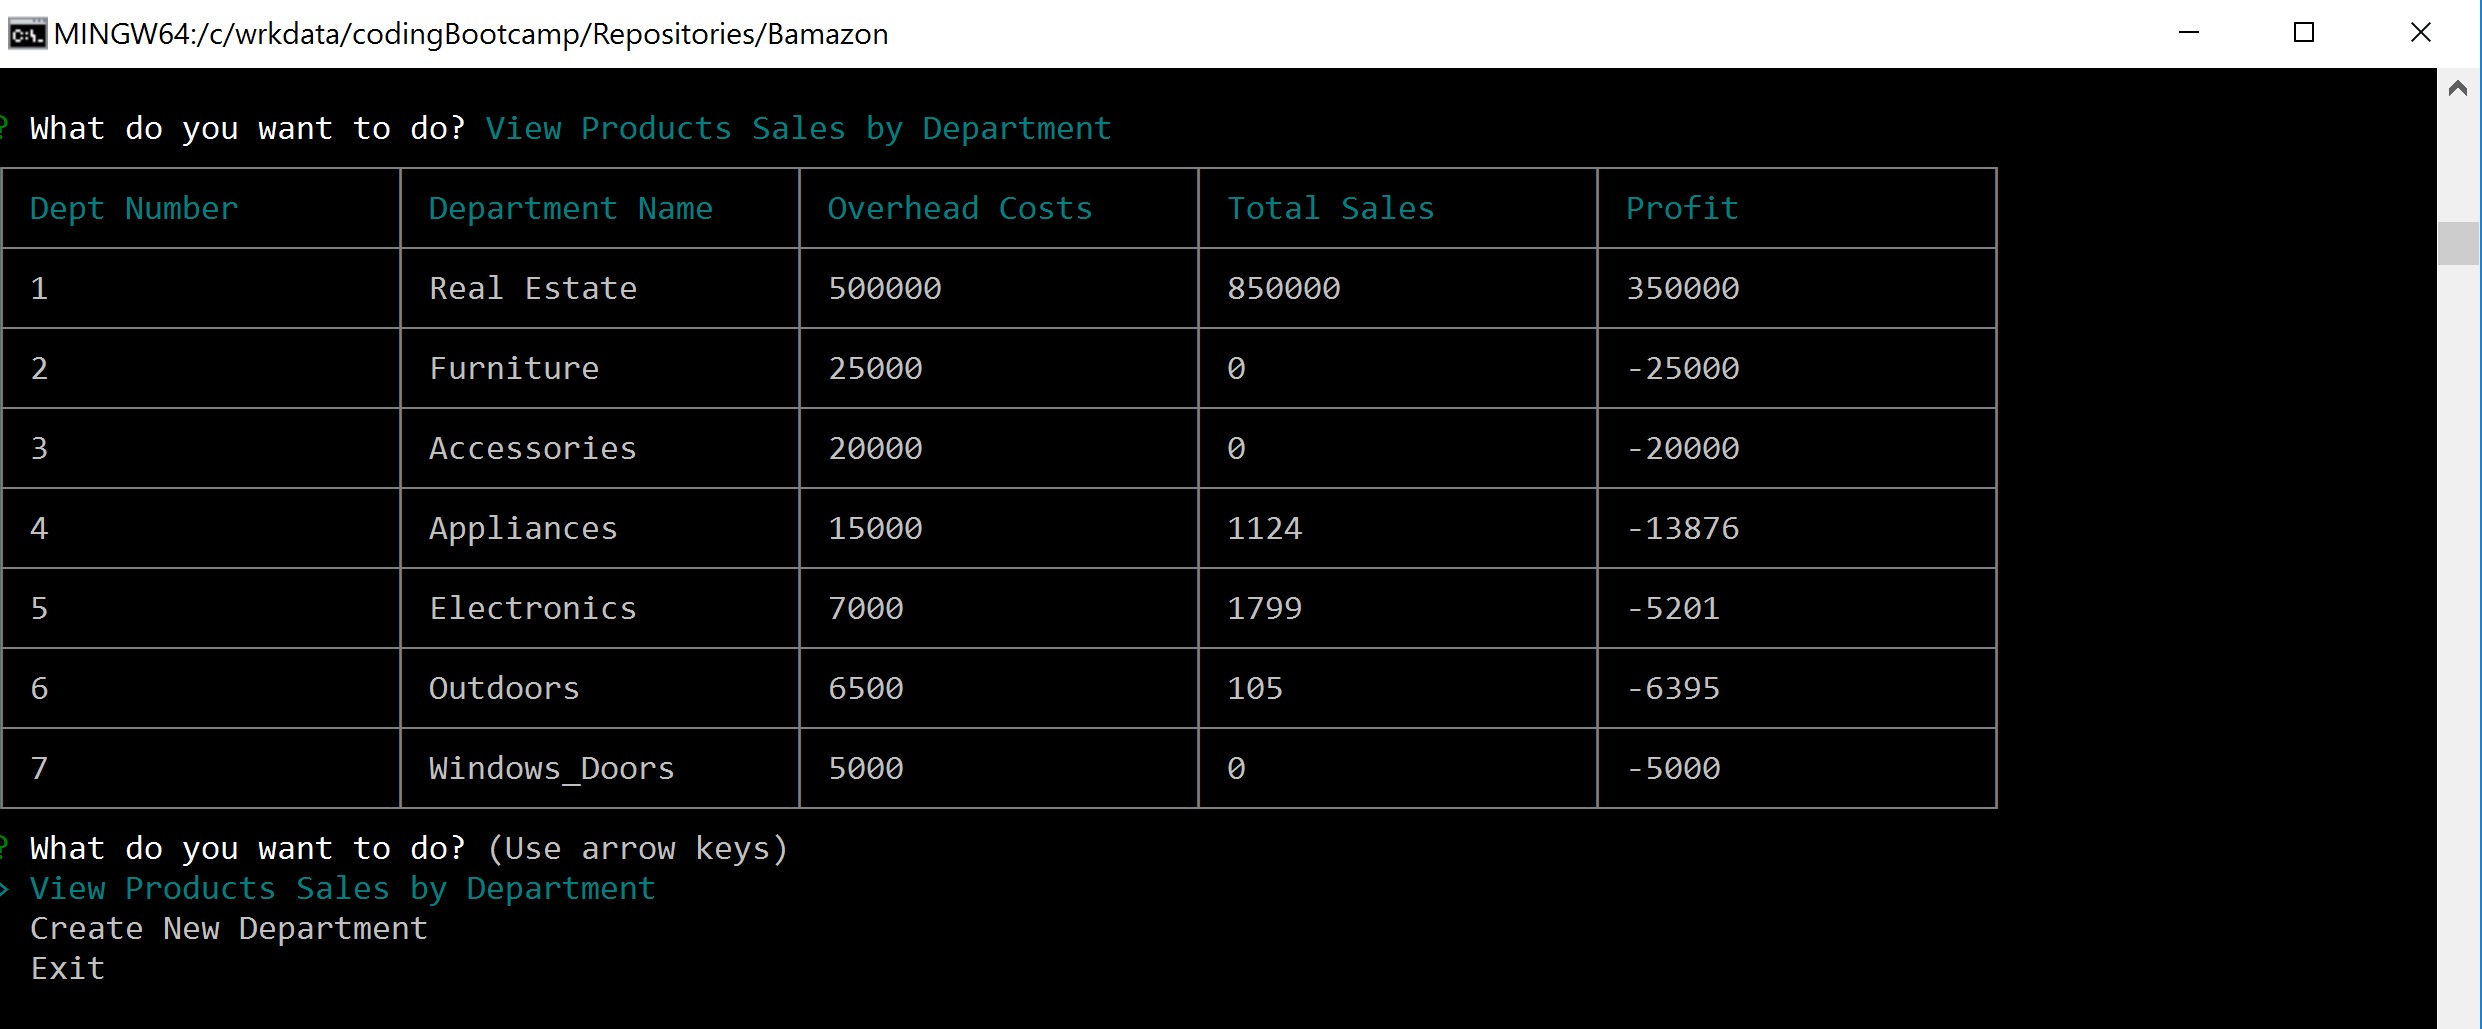 MINGW64:/c/wrkdata/codingBootcamp/Repositories/Bamazon
? What do you want to do? View Products Sales by Department
Dept Number Department Name Overhead Costs Total Sales Profit
1 Real Estate 500000 850000 350000
2 Furniture 25000 0 -25000
3 Accessories 20000 0 -20000
4 Appliances 15000 1124 -13876
5 Electronics 7000 1799 -5201
6 Outdoors 6500 105 -6395
7 Windows_Doors 5000 0 -5000
? What do you want to do? (Use arrow keys)
> View Products Sales by Department
Create New Department
Exit